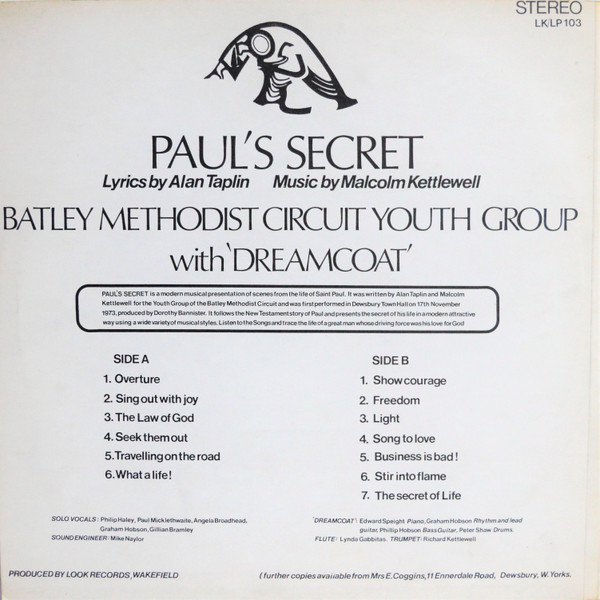 STEREO
LK/LP 103
PAUL'S SECRET
Lyrics by Alan Taplin Music by Malcolm Kettlewell
BATLEY METHODIST CIRCUIT YOUTH GROUP
with 'DREAMCOAT'
PAUL'S SECRET is a modern musical presentation of scenes from the life of Saint Paul. It was written by Alan Taplin and Malcolm
Kettlewell for the Youth Group of the Batley Methodist Circuit and was first performed in Dewsbury Town Hall on 17th November
1973, produced by Dorothy Bannister. It follows the New Testament story of Paul and presents the secret of his life in a modern attractive
way using a wide variety of musical styles, Listen to the Songs and trace the life of a great man whose driving force was his love for God
SIDE A
1. Overture
2. Sing out with joy
3. The Law of God
4. Seek them out
5. Travelling on the road
6. What a life!
SIDE B
1. Show courage
2. Freedom
3. Light
4. Song to love
5. Business is bad!
6. Stir into flame
7. The secret of Life
SOLO VOCALS: Philip Haley, Paul Micklethwaite, Angela Broadhead,
Graham Hobson, Gillian Bramley
SOUND ENGINEER: Mike Naylor
'DREAMCOAT': Edward Speight Piano, Graham Hobson Rhythm and lead
guitar, Phillip Hobson Bass Guitar, Peter Shaw Drums.
FLUTE: Lynda Gabbitas. TRUMPET: Richard Kettlewell
PRODUCED BY LOOK RECORDS, WAKEFIELD
(further copies available from Mrs E. Coggins, 11 Ennerdale Road, Dewsbury, W. Yorks.